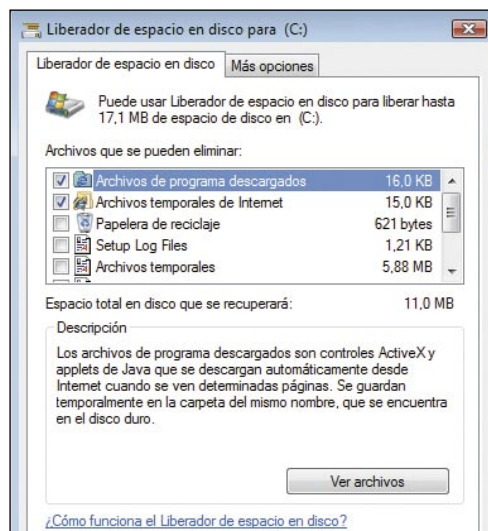 Liberador de espacio en disco para (C:)
Liberador de espacio en disco Más opciones
Puede usar Liberador de espacio en disco para liberar hasta
17,1 MB de espacio de disco en (C:).
Archivos que se pueden eliminar:
Archivos de programa descargados 16,0 KB
Archivos temporales de Internet 15,0 KB
Papelera de reciclaje 621 bytes
Setup Log Files 1,21 KB
Archivos temporales 5,88 MB
Espacio total en disco que se recuperará: 11,0 MB
Descripción
Los archivos de programa descargados son controles ActiveX y
applets de Java que se descargan automáticamente desde
Internet cuando se ven determinadas páginas. Se guardan
temporalmente en la carpeta del mismo nombre, que se encuentra
en el disco duro.
Ver archivos
¿Cómo funciona el Liberador de espacio en disco?